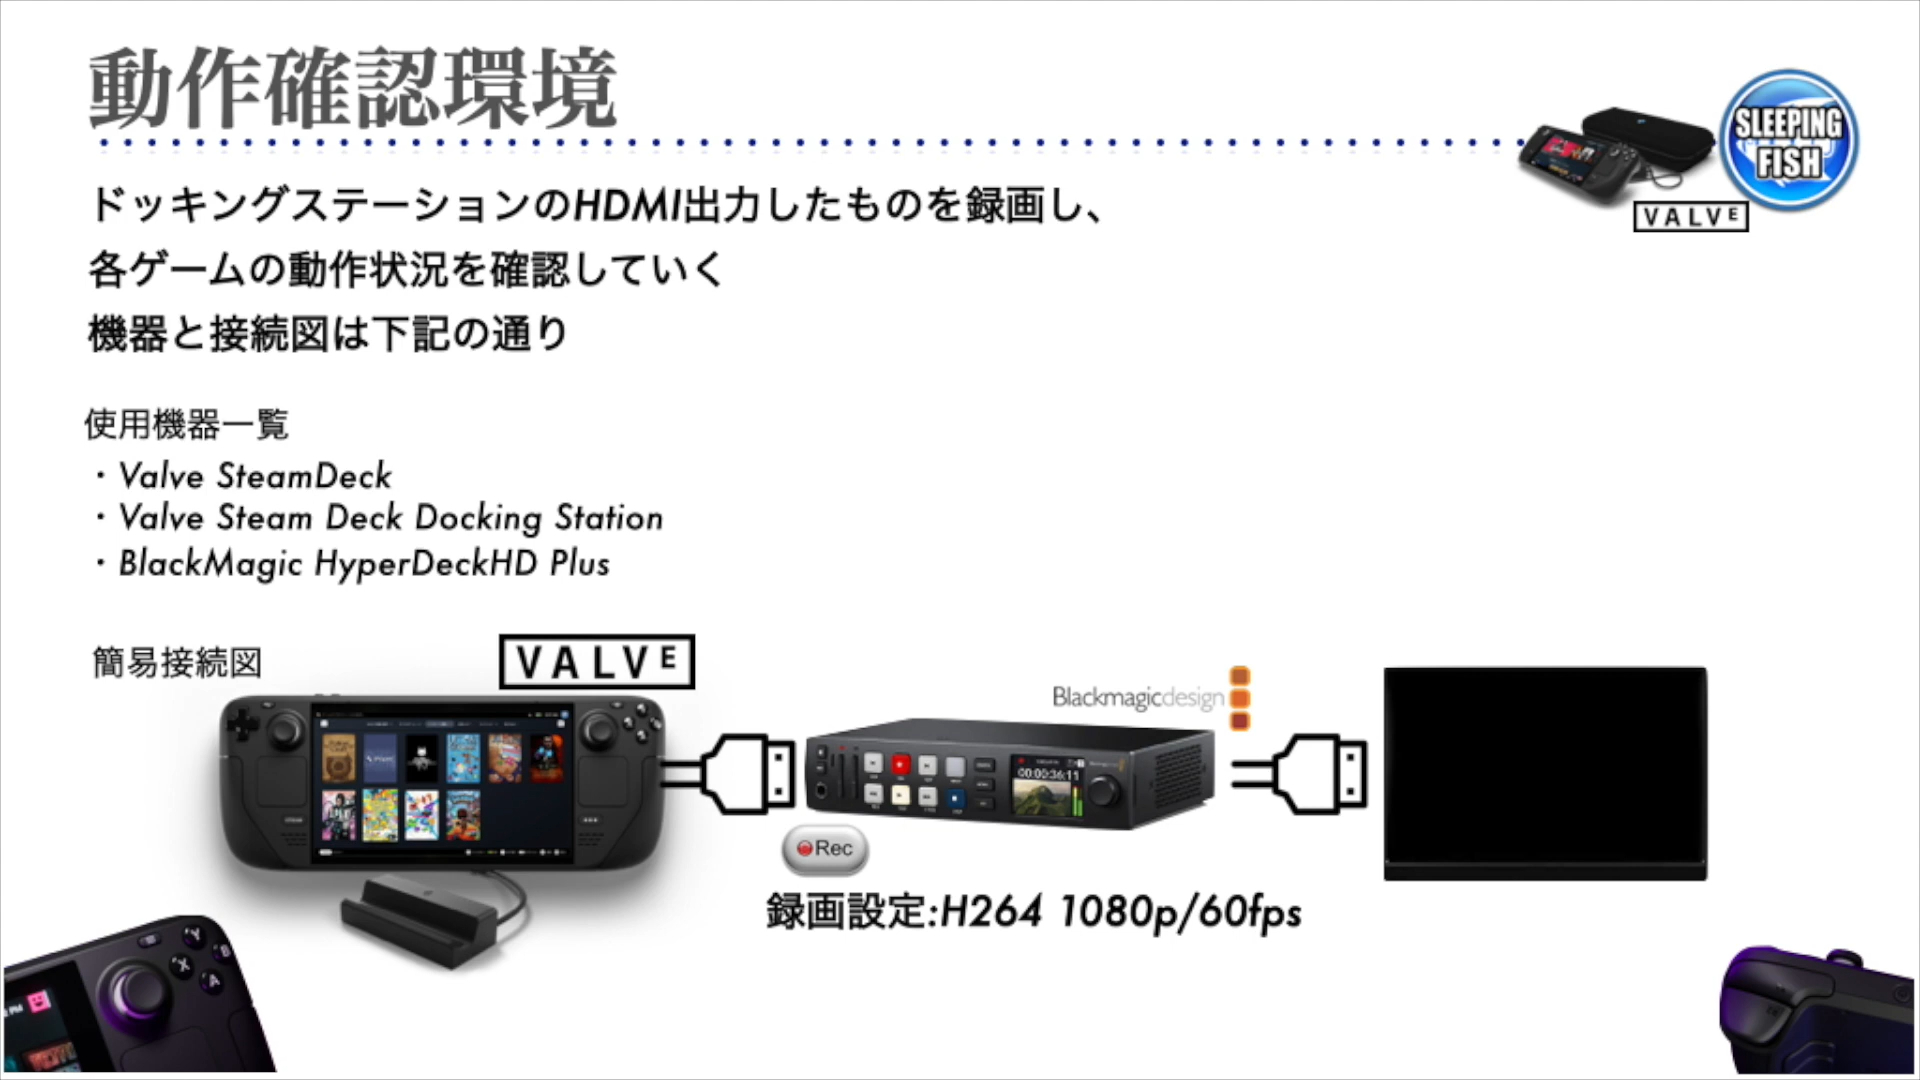 動作確認環境
SLEEPING
FISH
VALVE
ドッキングステーションのHDMI出力したものを録画し、
各ゲームの動作状況を確認していく
機器と接続図は下記の通り
使用機器一覧
・Valve SteamDeck
・Valve Steam Deck Docking Station
・BlackMagic HyperDeckHD Plus
簡易接続図
VALVE
Blackmagicdesign
00:00:36:11
Rec
録画設定:H264 1080p/60fps
Y
B
X
A